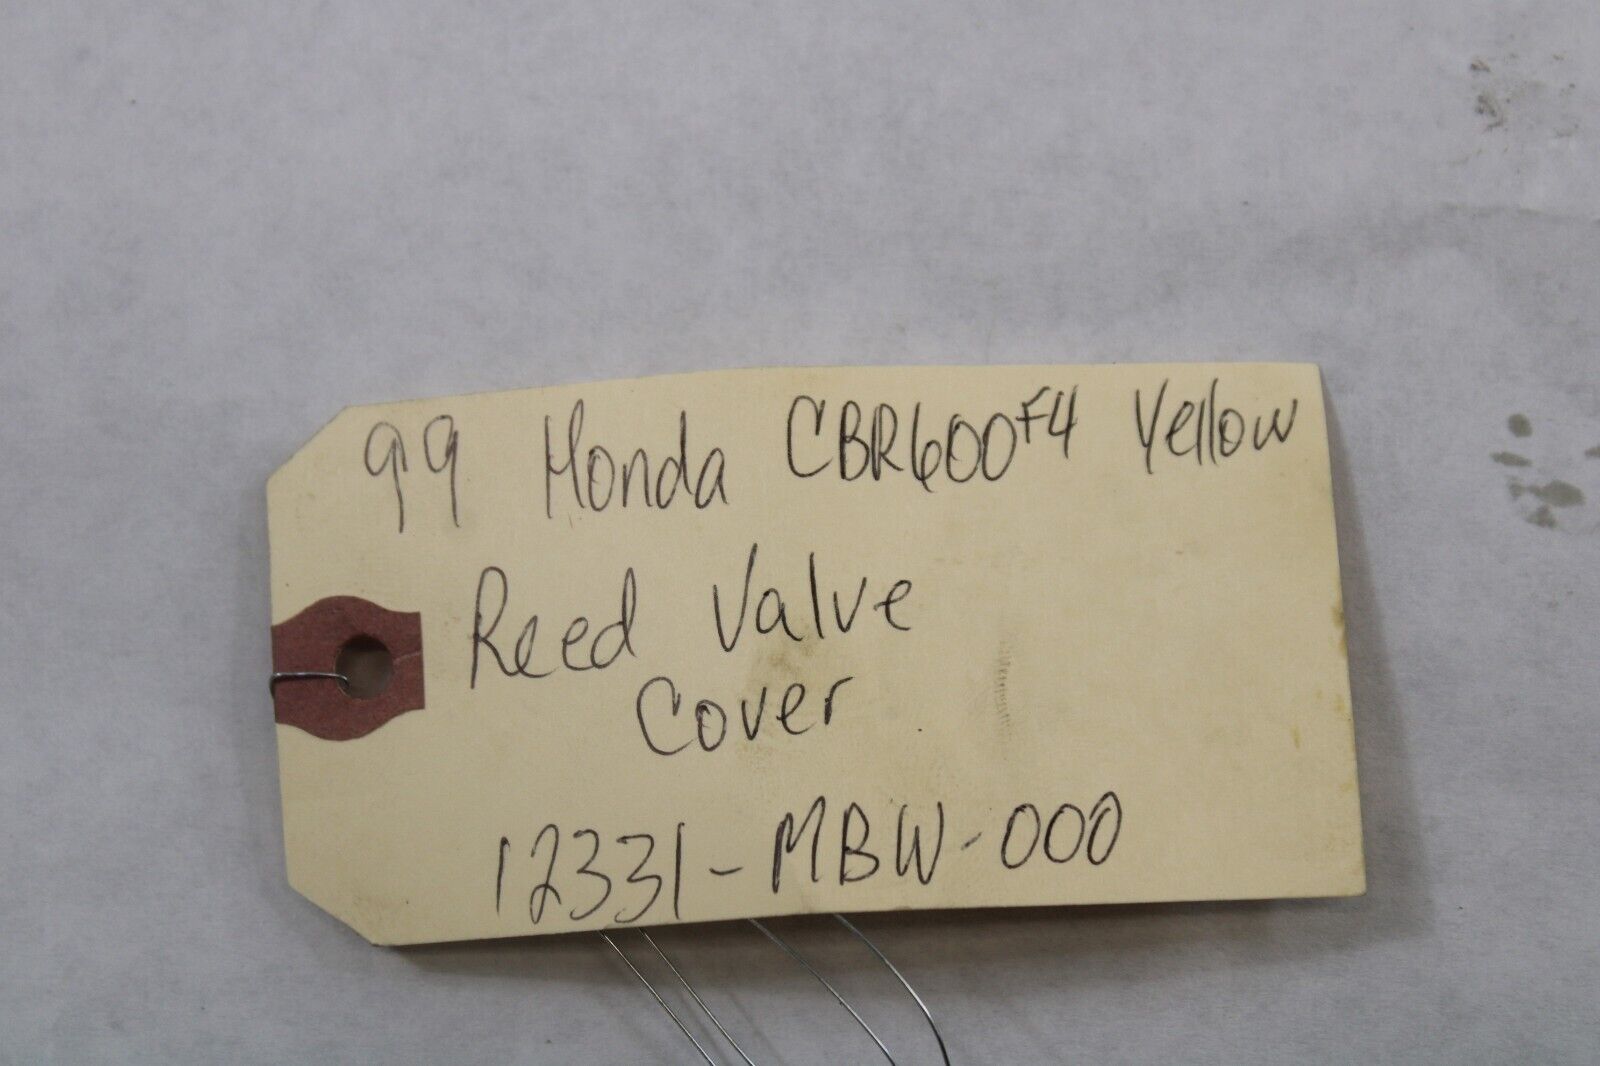 99 Honda CBR600F4 Yellow
Reed Valve
Cover
12331-MBW-000